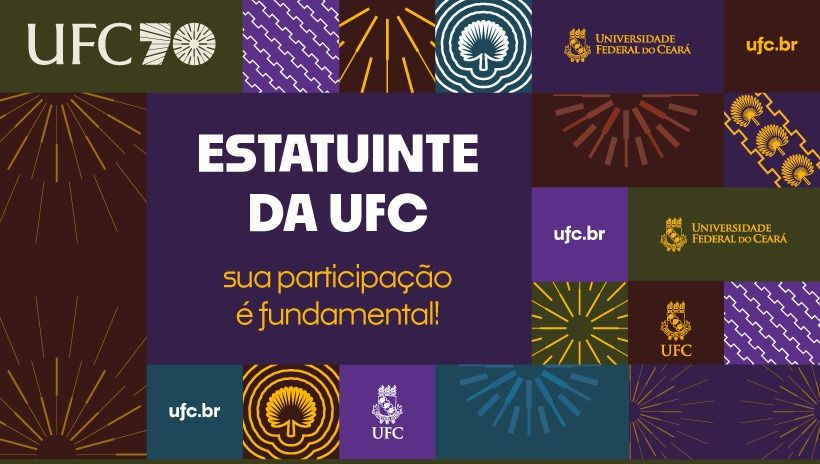 UFC70
UNIVERSIDADE
FEDERAL DO CEARÁ
ufc.br
ESTATUINTE
DA UFC
sua participação
é fundamental!
ufc.br
UNIVERSIDADE
FEDERAL DO CEARÁ
UFC
ufc.br
UFC